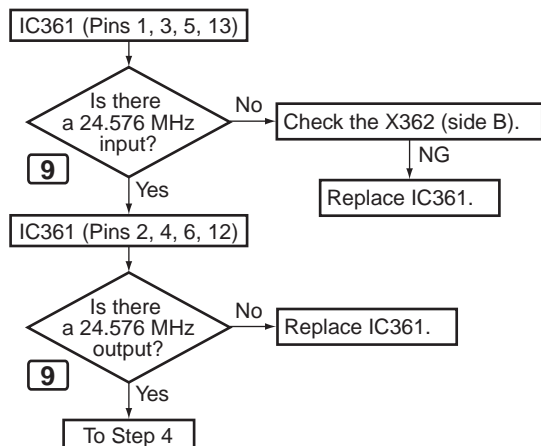 IC361 (Pins 1, 3, 5, 13)
Is there
a 24.576 MHz
input?
No
Check the X362 (side B).
NG
Replace IC361.
9
Yes
IC361 (Pins 2, 4, 6, 12)
Is there
a 24.576 MHz
output?
No
Replace IC361.
9
Yes
To Step 4